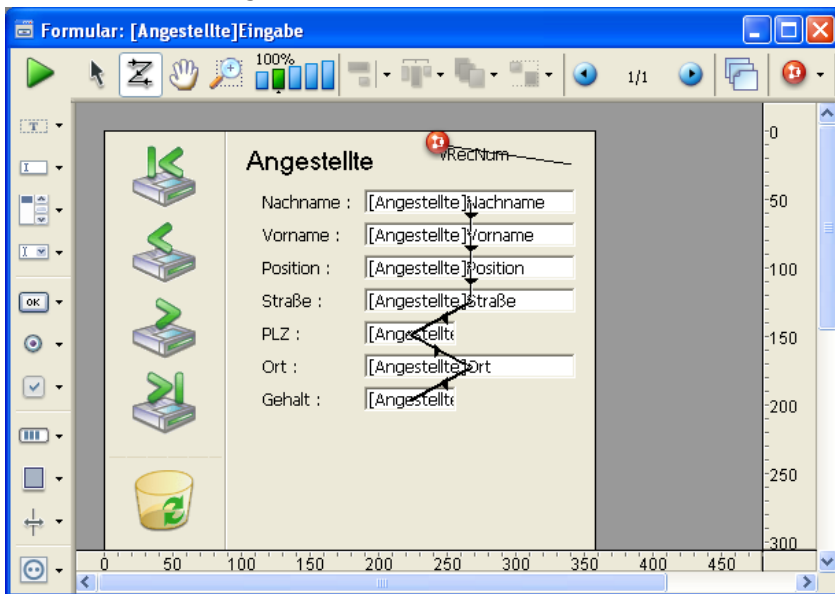 Formular: [Angestellte]Eingabe
100%
1/1
T
I
I
OK
Angestellte
vRecNum
Nachname : [Angestellte]Nachname
Vorname : [Angestellte]Vorname
Position : [Angestellte]Position
Straße : [Angestellte]Straße
PLZ : [Angestellte
Ort : [Angestellte]Ort
Gehalt : [Angestellte
0
50
100
150
200
250
300
0 50 100 150 200 250 300 350 400 450